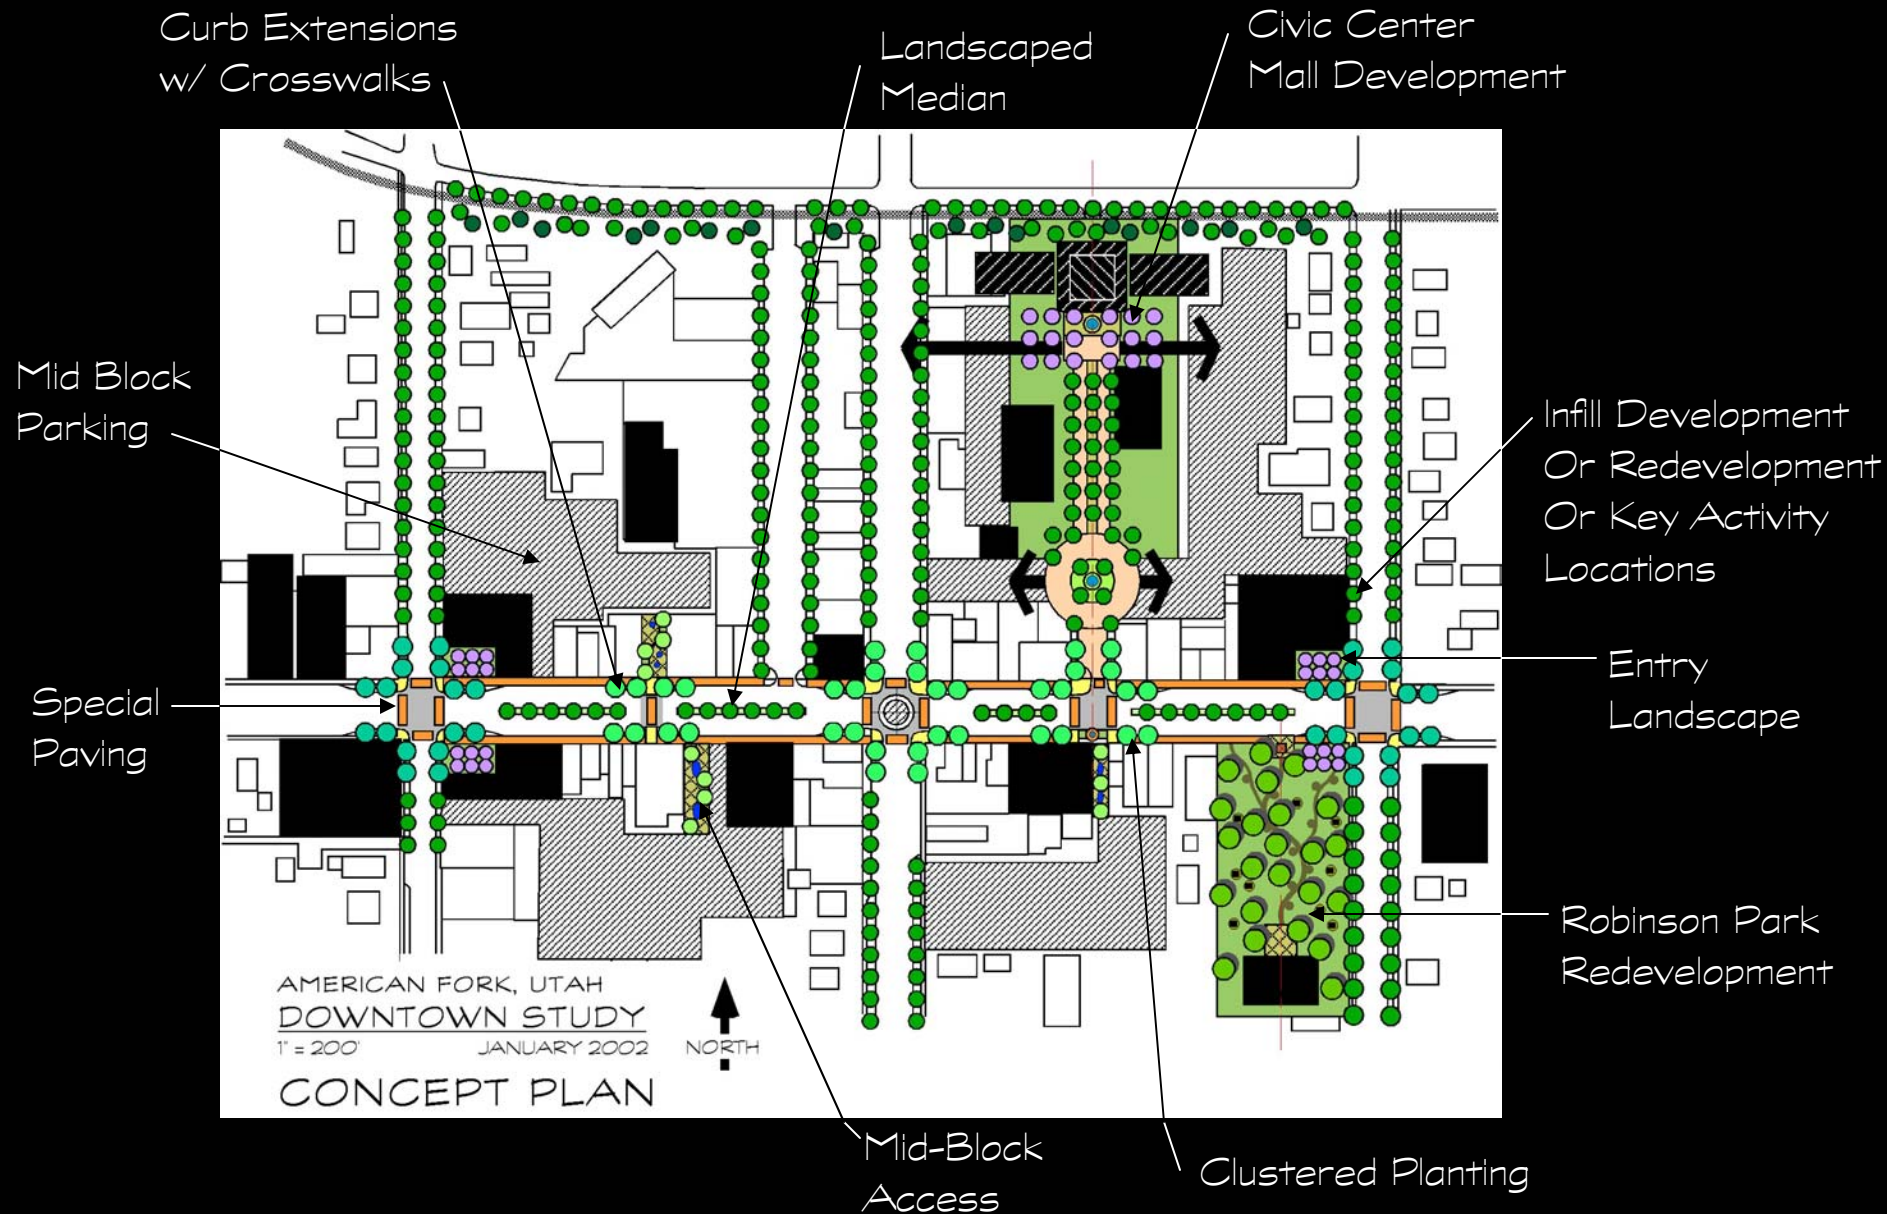 Curb Extensions
w/ Crosswalks
Landscaped
Median
Civic Center
Mall Development
Mid Block
Parking
Infill Development
Or Redevelopment
Or Key Activity
Locations
Special
Paving
Entry
Landscape
Robinson Park
Redevelopment
AMERICAN FORK, UTAH
DOWNTOWN STUDY
1" = 200' JANUARY 2002
NORTH
CONCEPT PLAN
Mid-Block
Access
Clustered Planting